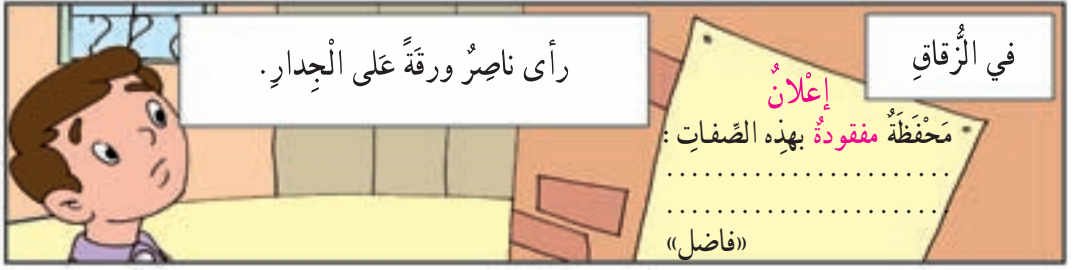 في الزُّقاقِ
رأى ناصِرٌ ورقَةً عَلى الْجِدارِ.
إعْلانٌ
مَحْفَظَةٌ مفقودةٌ بهذِه الصِّفاتِ :
. . . . . . . . . . . . . . . . . . . . . . . .
. . . . . . . . . . . . . . . . . . . . . . . .
«فاضل»